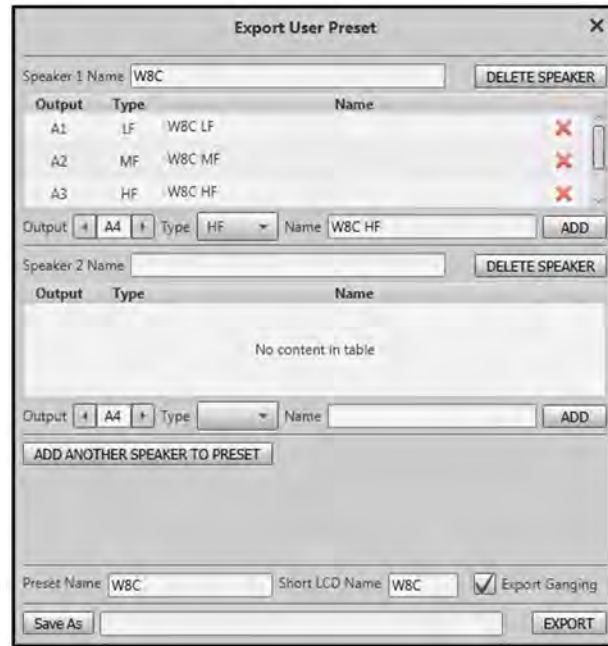 Export User Preset
Speaker 1 Name W8C DELETE SPEAKER
Output Type Name
A1 LF W8C LF
A2 MF W8C MF
A3 HF W8C HF
Output A4 Type HF Name W8C HF ADD
Speaker 2 Name DELETE SPEAKER
Output Type Name
No content in table
Output A4 Type Name ADD
ADD ANOTHER SPEAKER TO PRESET
Preset Name W8C Short LCD Name W8C Export Ganging
Save As EXPORT